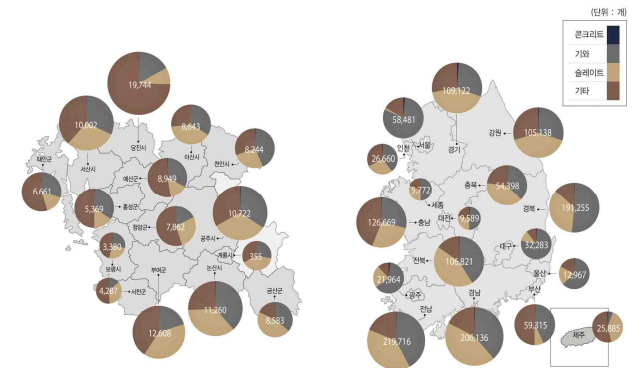 (단위 : 개)
콘크리트
기와
슬레이트
기타
19,744
10,002
당진시
8,643
아산시
8,244
천안시
태안군
서산시
6,661
예산군
8,949
홍성군
5,369
청양군
7,862
10,722
공주시
3,380
보령시
계룡시
355
부여군
논산시
4,287
서천군
12,608
11,260
금산군
8,583
109,122
58,481
서울
경기
강원
105,138
인천
26,660
충북
54,398
5,772
세종
경북
191,255
126,669
충남
대전
9,589
대구
32,283
전북
106,821
울산
12,967
21,964
광주
전남
경남
부산
59,315
219,716
206,136
제주
25,885